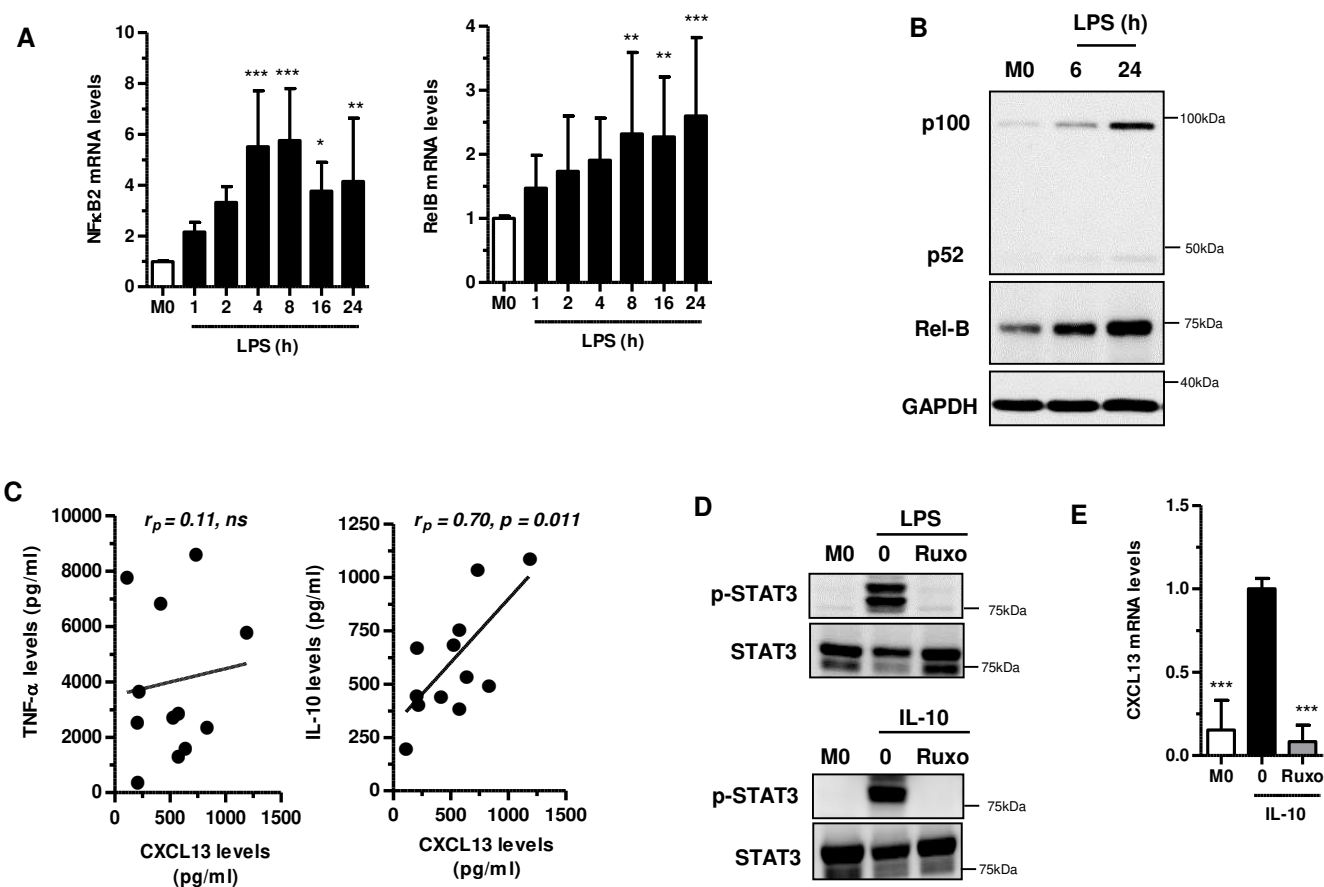 A
NFκB2 mRNA levels
10
8
6
4
2
0
***
***
*
**
M0 1 2 4 8 16 24
LPS (h)
RelB mRNA levels
4
3
2
1
0
**
**
***
M0 1 2 4 8 16 24
LPS (h)
B
LPS (h)
M0 6 24
p100
100kDa
p52
50kDa
Rel-B
75kDa
40kDa
GAPDH
C
rp = 0.11, ns
TNF-α levels (pg/ml)
10000
8000
6000
4000
2000
0
0 500 1000 1500
CXCL13 levels
(pg/ml)
rp = 0.70, p = 0.011
IL-10 levels (pg/ml)
1250
1000
750
500
250
0
0 500 1000 1500
CXCL13 levels
(pg/ml)
D
LPS
M0 0 Ruxo
p-STAT3
75kDa
STAT3
75kDa
IL-10
M0 0 Ruxo
p-STAT3
75kDa
STAT3
75kDa
E
CXCL13 mRNA levels
1.5
1.0
0.5
0.0
***
***
M0 0 Ruxo
IL-10